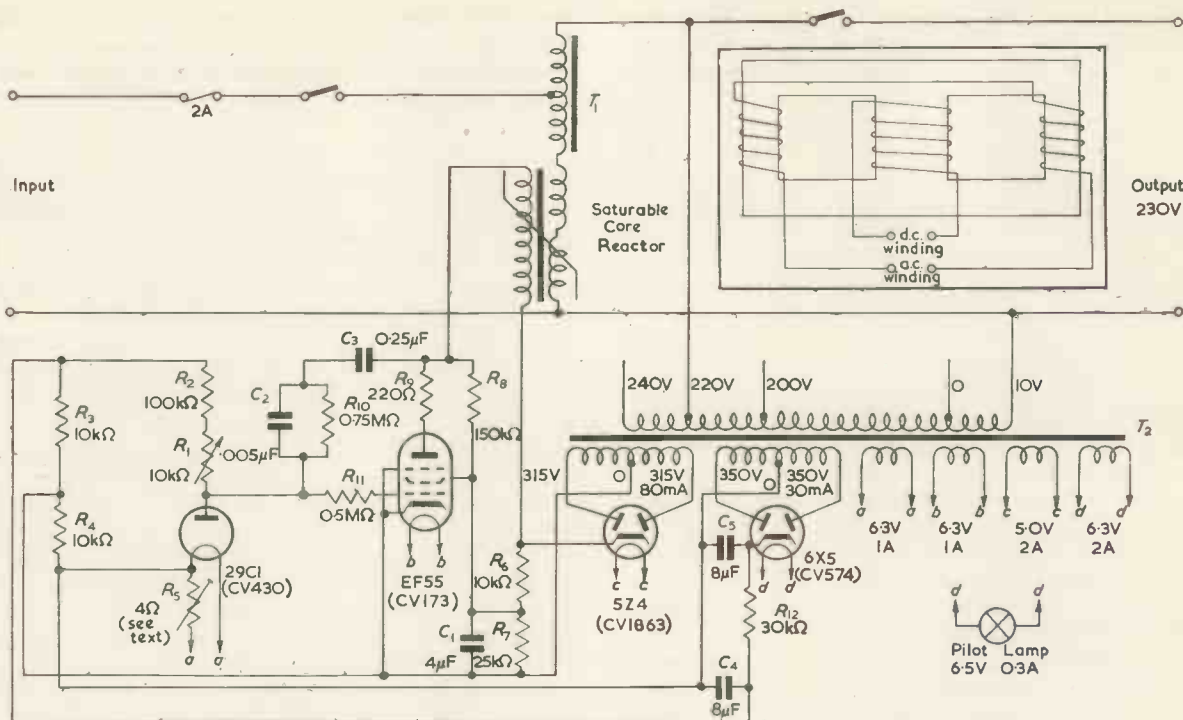 2A
T1
Input
Saturable
Core
Reactor
d.c.
winding
a.c.
winding
Output
230V
C3
0·25μF
R2
100kΩ
R3
10kΩ
R1
10kΩ
C2
·005μF
R10
0·75MΩ
R9
220Ω
R8
150kΩ
R11
0·5MΩ
R4
10kΩ
29C1
(CV430)
R5
4Ω
(see
text)
a a
b b
EF55
(CV173)
C1
4μF
R6
10kΩ
R7
25kΩ
240V 220V 200V O 10V
T2
315V O 315V
80mA
350V O 350V
30mA
c c
5Z4
(CV1863)
C5
8μF
d d
6X5
(CV574)
R12
30kΩ
C4
8μF
a a b b c c d d
6·3V 6·3V 5·0V 6·3V
1A 1A 2A 2A
d d
Pilot Lamp
6·5V 0·3A